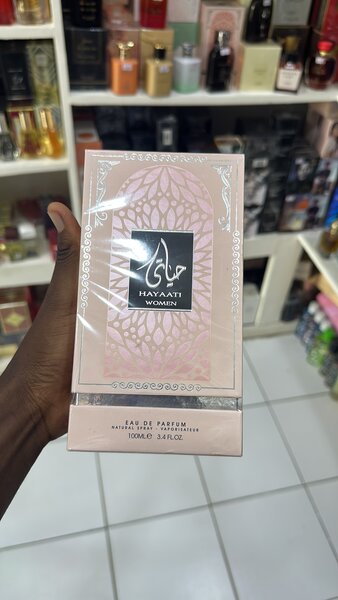 حياتي
HAYAATI
WOMEN
EAU DE PARFUM
NATURAL SPRAY - VAPORISATEUR
100ML℮ 3.4 FL.OZ.